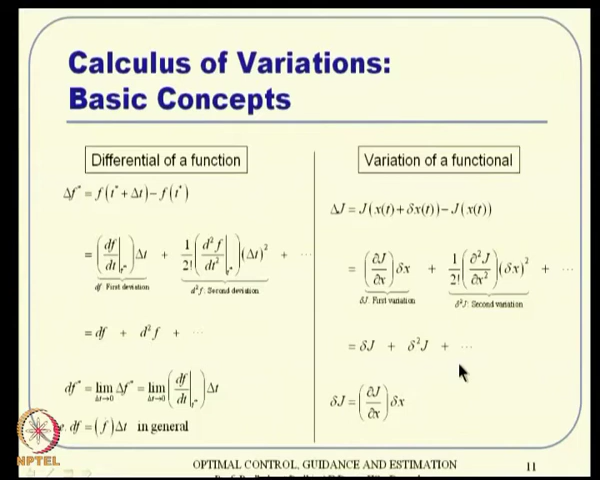 Calculus of Variations:
Basic Concepts
Differential of a function
Δf* = f(t* + Δt) − f(t*)
= (df/dt|t*) Δt + 1/2! (d²f/dt²|t*) (Δt)² + ⋯
df: First deviation
d²f: Second deviation
= df + d²f + ⋯
df* = lim Δt→0 Δf* = lim Δt→0 (df/dt|t*) Δt
df = (ḟ)Δt in general
Variation of a functional
ΔJ = J(x(t) + δx(t)) − J(x(t))
= (∂J/∂x) δx + 1/2! (∂²J/∂x²) (δx)² + ⋯
δJ: First variation
δ²J: Second variation
= δJ + δ²J + ⋯
δJ = (∂J/∂x) δx
NPTEL
OPTIMAL CONTROL, GUIDANCE AND ESTIMATION
11